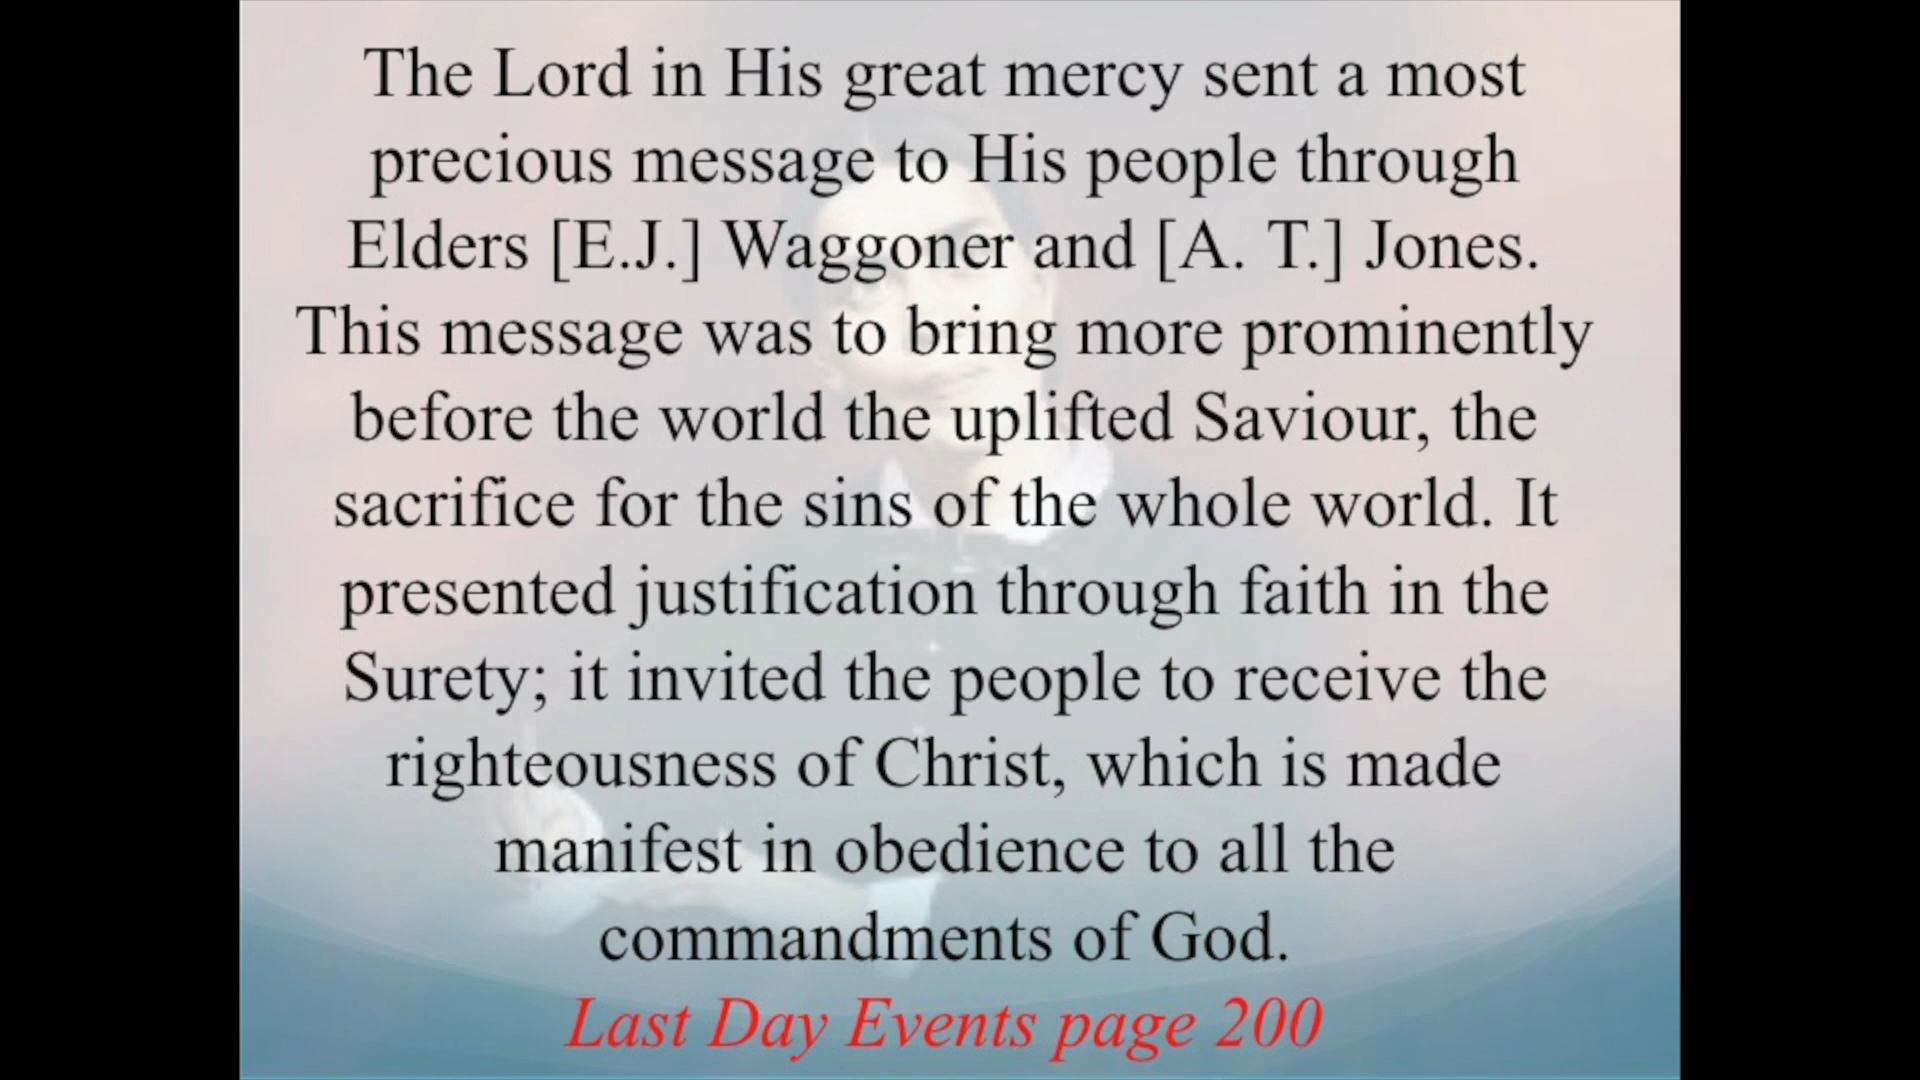 The Lord in His great mercy sent a most
precious message to His people through
Elders [E.J.] Waggoner and [A. T.] Jones.
This message was to bring more prominently
before the world the uplifted Saviour, the
sacrifice for the sins of the whole world. It
presented justification through faith in the
Surety; it invited the people to receive the
righteousness of Christ, which is made
manifest in obedience to all the
commandments of God.
Last Day Events page 200